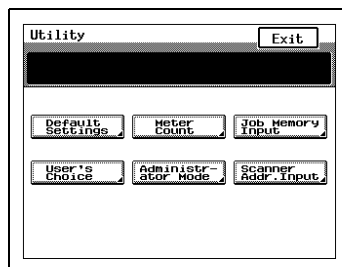 Utility
Exit
Default Settings
Meter Count
Job Memory Input
User's Choice
Administr-ator Mode
Scanner Addr.Input